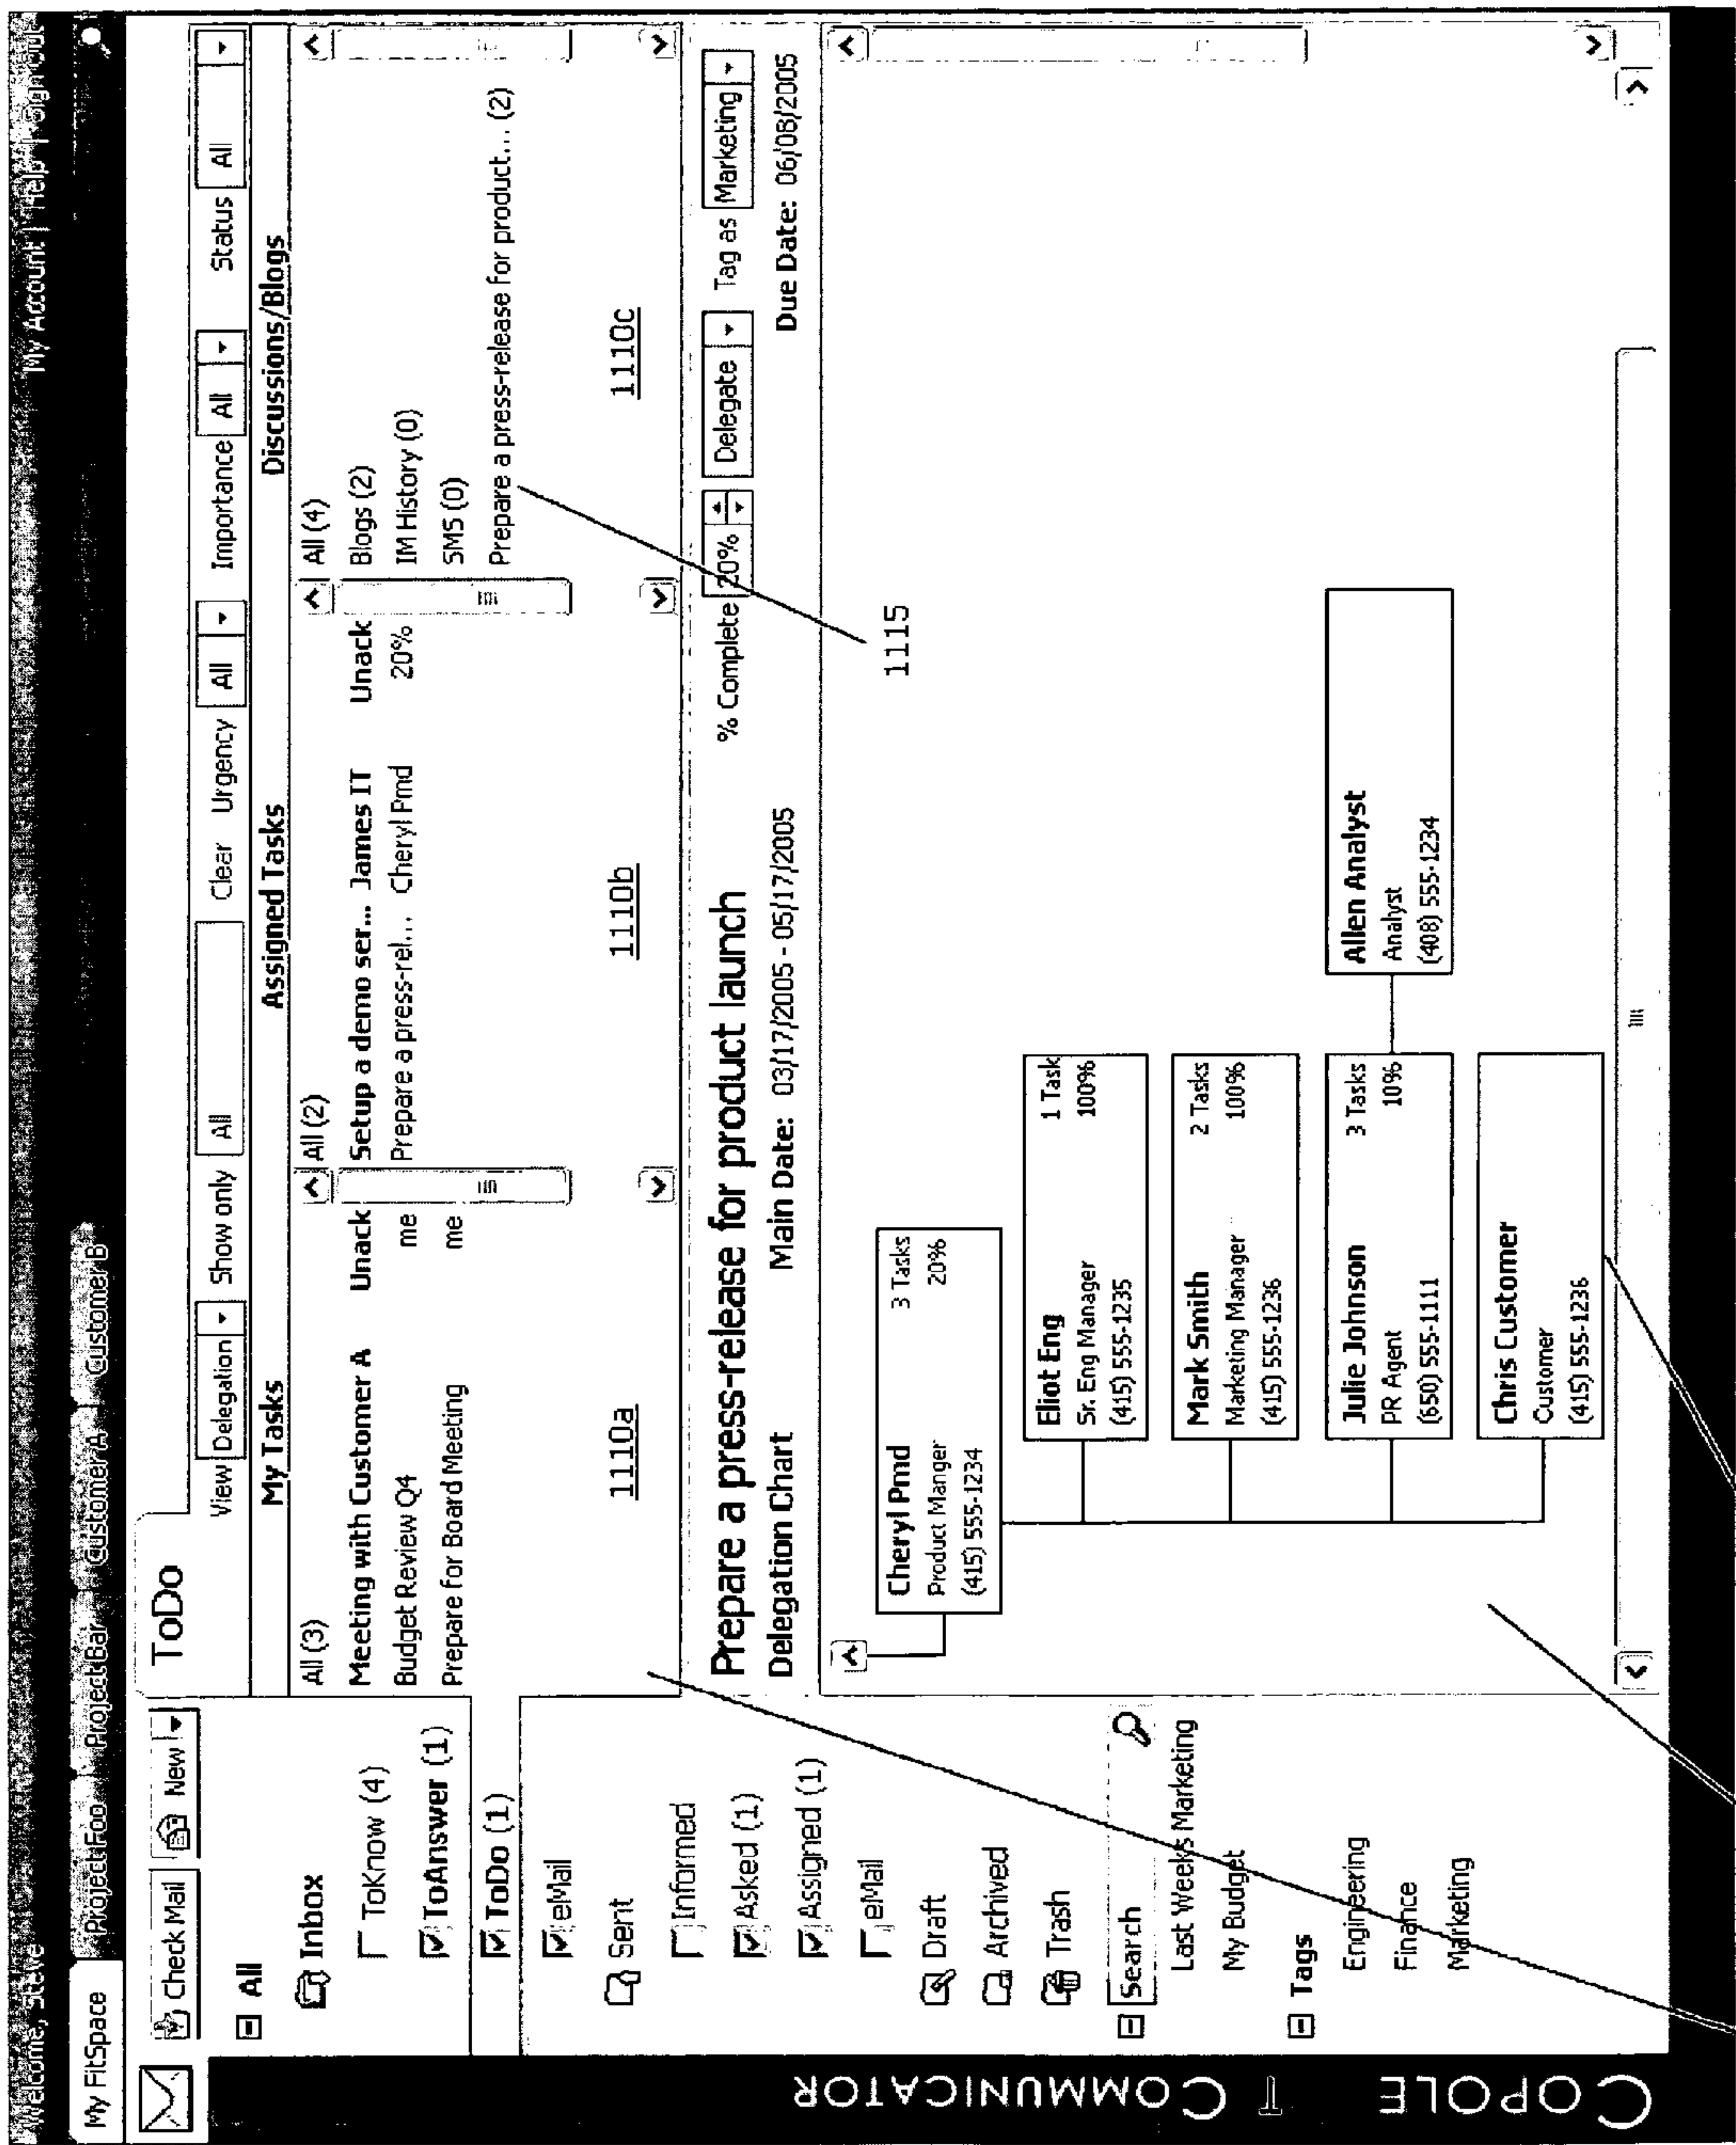 Welcome, Steve
My Account | Help | Sign Out
My FitSpace Project Foo Project Bar Customer A Customer B
Check Mail New
ToDo
View Delegation Show only All Clear Urgency All Importance All Status All
My Tasks Assigned Tasks Discussions/Blogs
All (3) All (2) All (4)
Meeting with Customer A Unack Setup a demo ser... James IT Unack Blogs (2)
Budget Review Q4 me Prepare a press-rel... Cheryl Pmd 20% IM History (0)
Prepare for Board Meeting me SMS (0)
Prepare a press-release for product... (2)
1110a 1110b 1110c
Prepare a press-release for product launch % Complete 20% Delegate Tag as Marketing
Delegation Chart Main Date: 03/17/2005 - 05/17/2005 Due Date: 06/08/2005
1115
Cheryl Pmd 3 Tasks
Product Manger 20%
(415) 555-1234
Eliot Eng 1 Task
Sr. Eng Manager 100%
(415) 555-1235
Mark Smith 2 Tasks
Marketing Manager 100%
(415) 555-1236
Julie Johnson 3 Tasks
PR Agent 10%
(650) 555-1111
Allen Analyst
Analyst
(408) 555-1234
Chris Customer
Customer
(415) 555-1236
All
Inbox
ToKnow (4)
ToAnswer (1)
ToDo (1)
eMail
Sent
Informed
Asked (1)
Assigned (1)
eMail
Draft
Archived
Trash
Search
Last Weeks Marketing
My Budget
Tags
Engineering
Finance
Marketing
COPOLE COMMUNICATOR